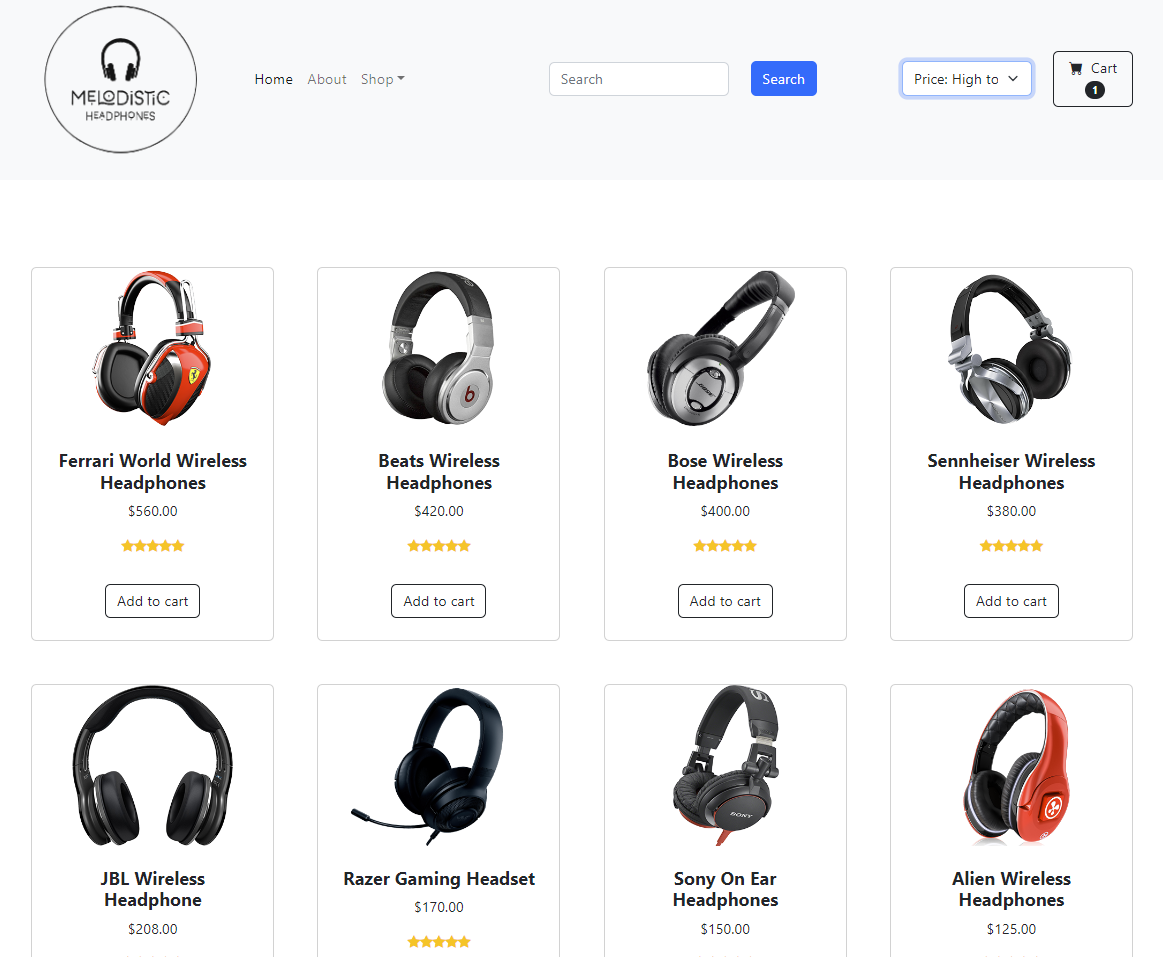 MELODISTIC
HEADPHONES
Home
About
Shop
Search
Search
Price: High to
Cart
1
Ferrari World Wireless
Headphones
$560.00
Add to cart
Beats Wireless
Headphones
$420.00
Add to cart
BOSE
Bose Wireless
Headphones
$400.00
Add to cart
Sennheiser Wireless
Headphones
$380.00
Add to cart
JBL Wireless
Headphone
$208.00
Razer Gaming Headset
$170.00
SONY
Sony On Ear
Headphones
$150.00
Alien Wireless
Headphones
$125.00